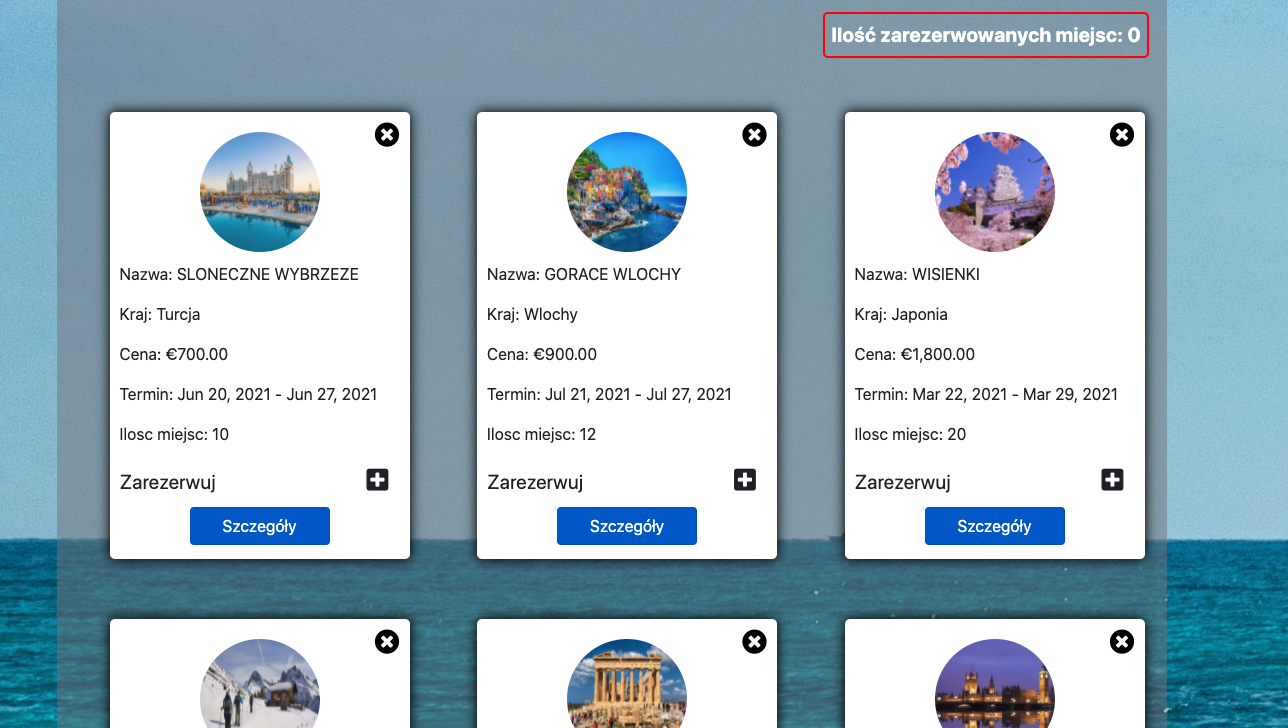 Ilość zarezerwowanych miejsc: 0
Nazwa: SLONECZNE WYBRZEZE
Kraj: Turcja
Cena: €700.00
Termin: Jun 20, 2021 - Jun 27, 2021
Ilosc miejsc: 10
Zarezerwuj
Szczegóły
Nazwa: GORACE WLOCHY
Kraj: Wlochy
Cena: €900.00
Termin: Jul 21, 2021 - Jul 27, 2021
Ilosc miejsc: 12
Zarezerwuj
Szczegóły
Nazwa: WISIENKI
Kraj: Japonia
Cena: €1,800.00
Termin: Mar 22, 2021 - Mar 29, 2021
Ilosc miejsc: 20
Zarezerwuj
Szczegóły